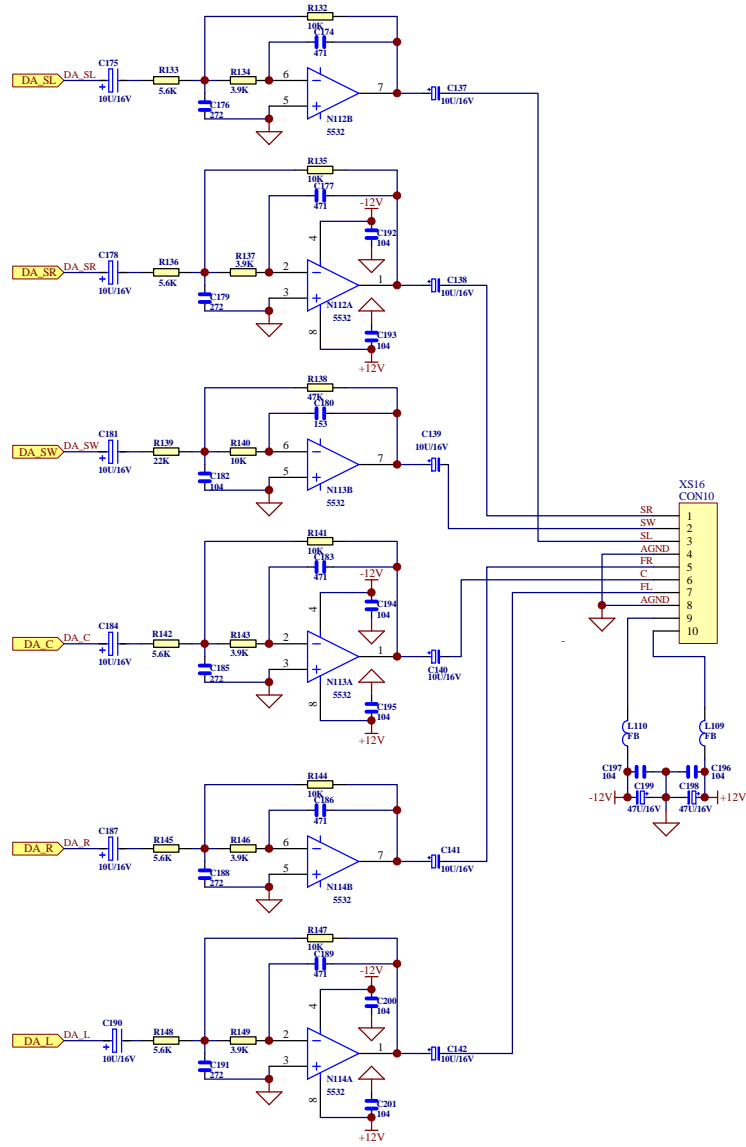 R132
10K
C174
471
C175
DA_SL
DA_SL
10U/16V
R133
5.6K
R134
3.9K
C176
272
6
5
7
N112B
5532
C137
10U/16V
R135
10K
C177
471
-12V
C192
104
4
C178
DA_SR
DA_SR
10U/16V
R136
5.6K
R137
3.9K
C179
272
2
3
1
8
N112A
5532
C138
10U/16V
C193
104
+12V
R138
47K
C180
153
C181
DA_SW
DA_SW
10U/16V
R139
22K
R140
10K
C182
104
6
5
7
N113B
5532
C139
10U/16V
XS16
CON10
SR
1
SW
2
SL
3
AGND
4
FR
5
C
6
FL
7
AGND
8
9
10
R141
10K
C183
471
-12V
C194
104
4
C184
DA_C
DA_C
10U/16V
R142
5.6K
R143
3.9K
C185
272
2
3
1
8
N113A
5532
C140
10U/16V
C195
104
+12V
L110
FB
L109
FB
C197
104
C196
104
C199
47U/16V
C198
47U/16V
-12V
+12V
R144
10K
C186
471
C187
DA_R
DA_R
10U/16V
R145
5.6K
R146
3.9K
C188
272
6
5
7
N114B
5532
C141
10U/16V
R147
10K
C189
471
-12V
C200
104
4
C190
DA_L
DA_L
10U/16V
R148
5.6K
R149
3.9K
C191
272
2
3
1
8
N114A
5532
C142
10U/16V
C201
104
+12V